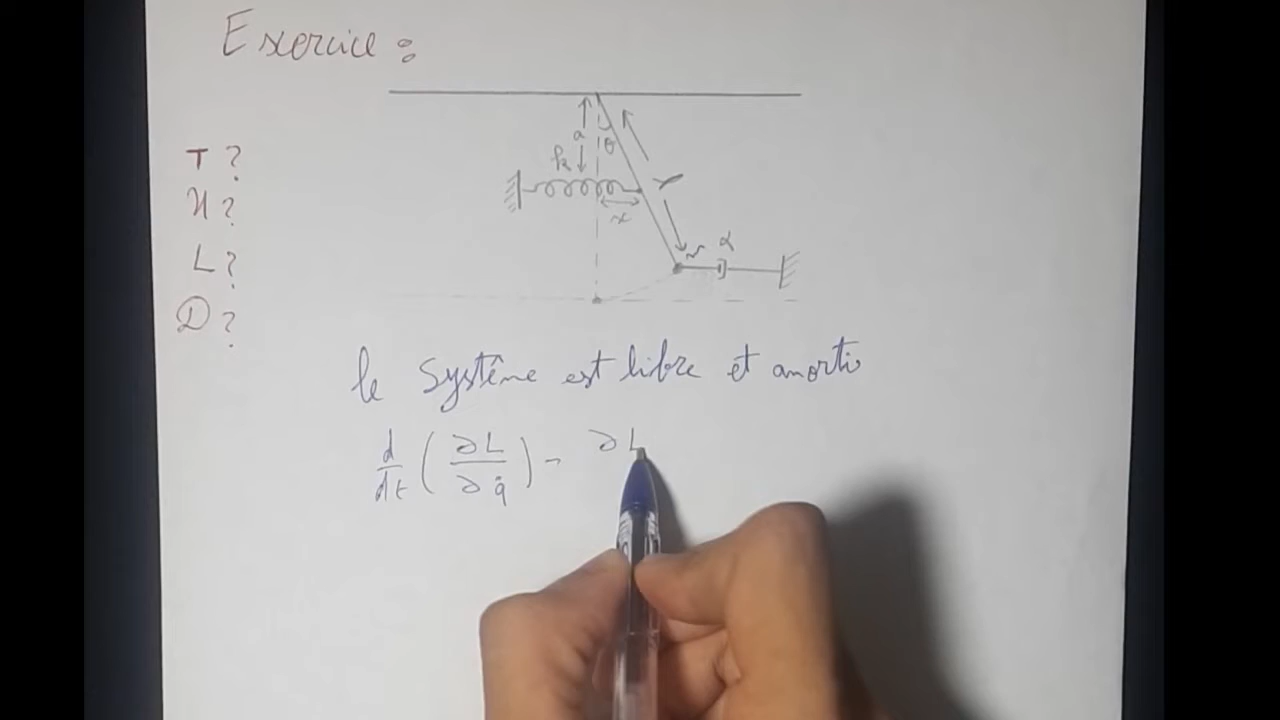 Exercice :
T ?
U ?
L ?
D ?
a
θ
k
x
α
le Système est libre et amorti
d/dt ( ∂L / ∂q̇ ) - ∂L